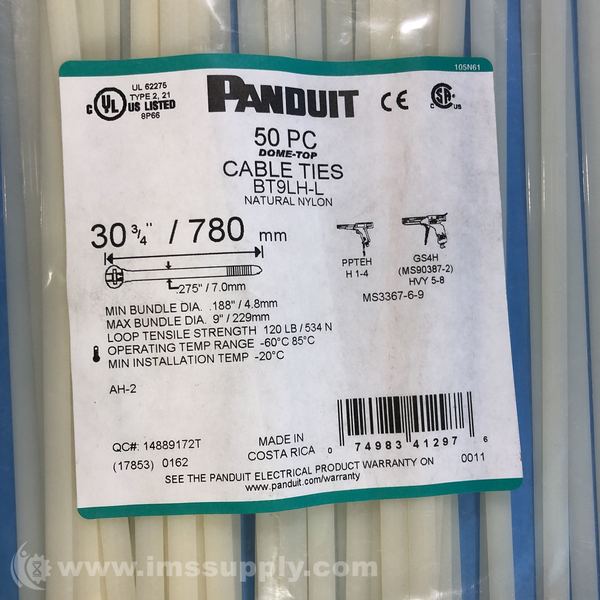 105N61
UL 62275
TYPE 2, 21
C UL US LISTED
8P66
PANDUIT
CE
C SA US
50 PC
DOME-TOP
CABLE TIES
BT9LH-L
NATURAL NYLON
30 3/4" / 780 mm
.275" / 7.0mm
PPTEH
H 1-4
GS4H
(MS90387-2)
HVY 5-8
MS3367-6-9
MIN BUNDLE DIA. .188" / 4.8mm
MAX BUNDLE DIA. 9" / 229mm
LOOP TENSILE STRENGTH 120 LB / 534 N
OPERATING TEMP RANGE -60°C 85°C
MIN INSTALLATION TEMP -20°C
AH-2
QC#: 14889172T
(17853) 0162
MADE IN
COSTA RICA
0 74983 41297 6
SEE THE PANDUIT ELECTRICAL PRODUCT WARRANTY ON
www.panduit.com/warranty
0011
www.imssupply.com/